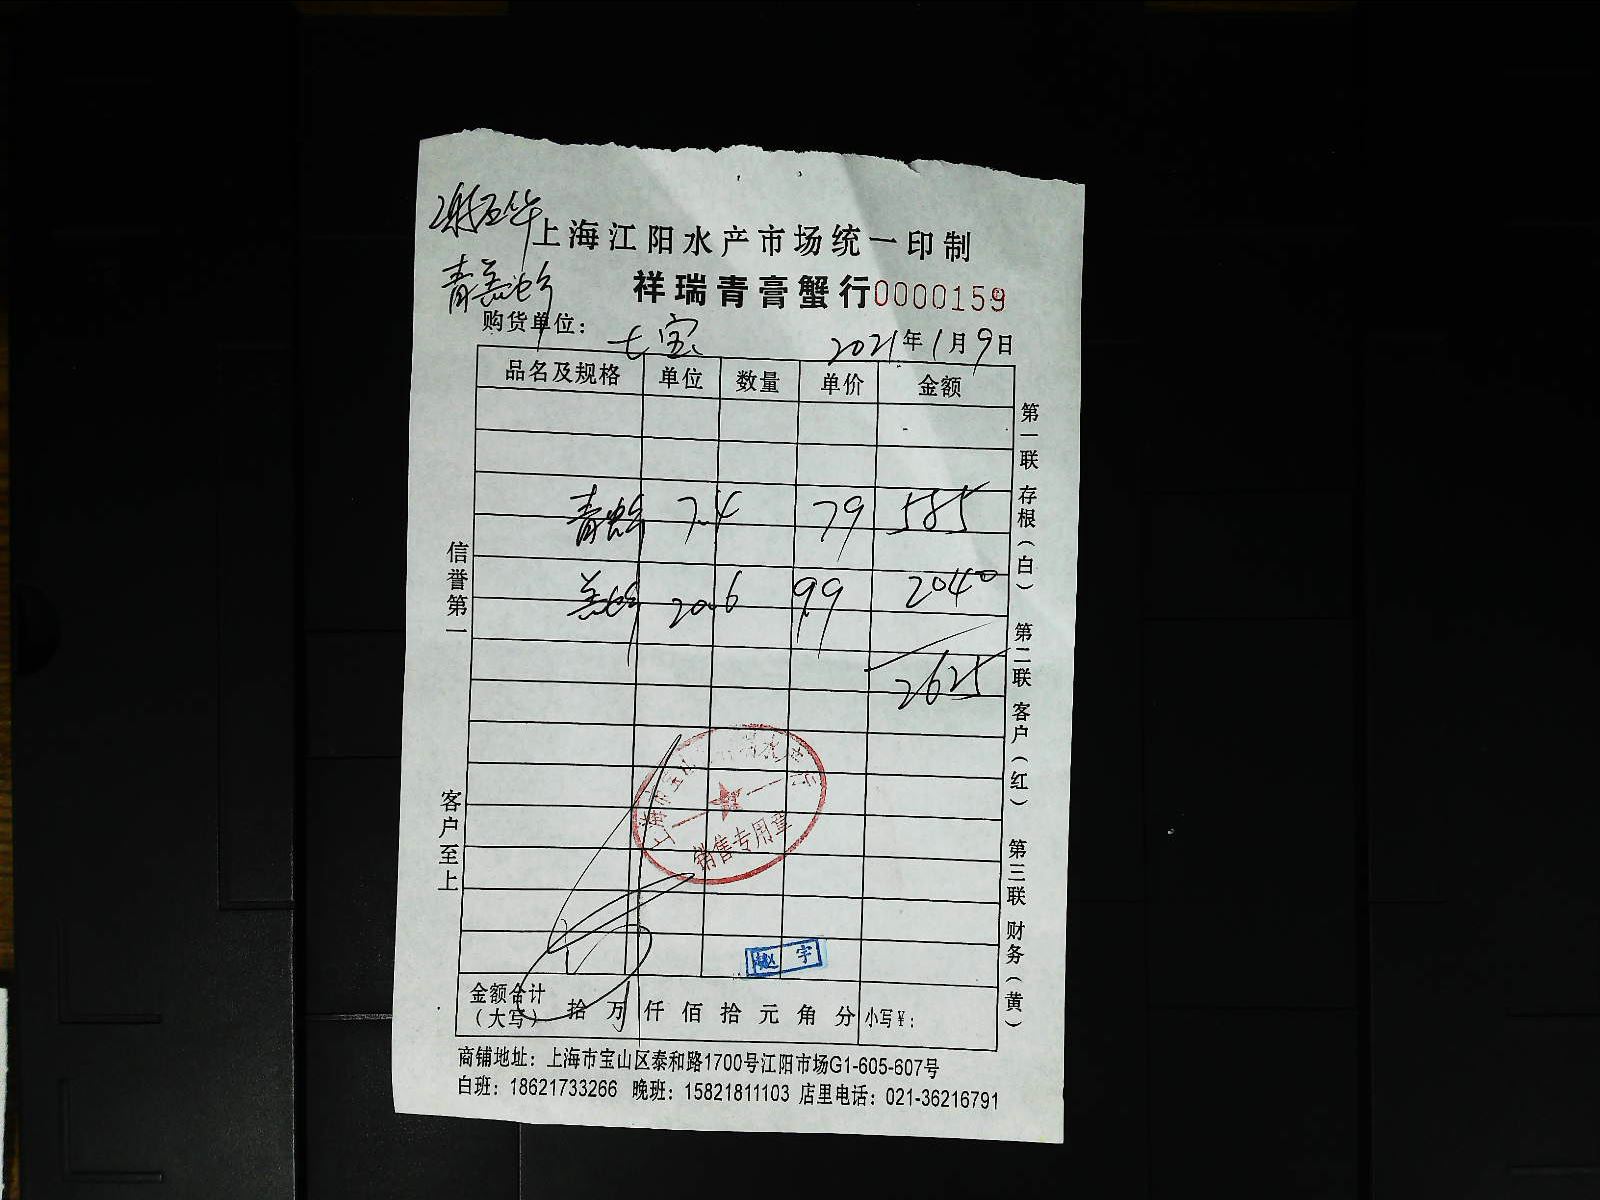 谢石华
上海江阳水产市场统一印制
青羔蛤
祥瑞青膏蟹行0000159
购货单位：七宝 2021年1月9日
品名及规格 单位 数量 单价 金额
青 7.4 79 585
羔 20.6 99 2040
2625
信誉第一
客户至上
第一联 存根（白） 第二联 客户（红） 第三联 财务（黄）
销售专用章
赵宇
金额合计（大写） 拾 万 仟 佰 拾 元 角 分 小写¥：
商铺地址：上海市宝山区泰和路1700号江阳市场G1-605-607号
白班：18621733266 晚班：15821811103 店里电话：021-36216791